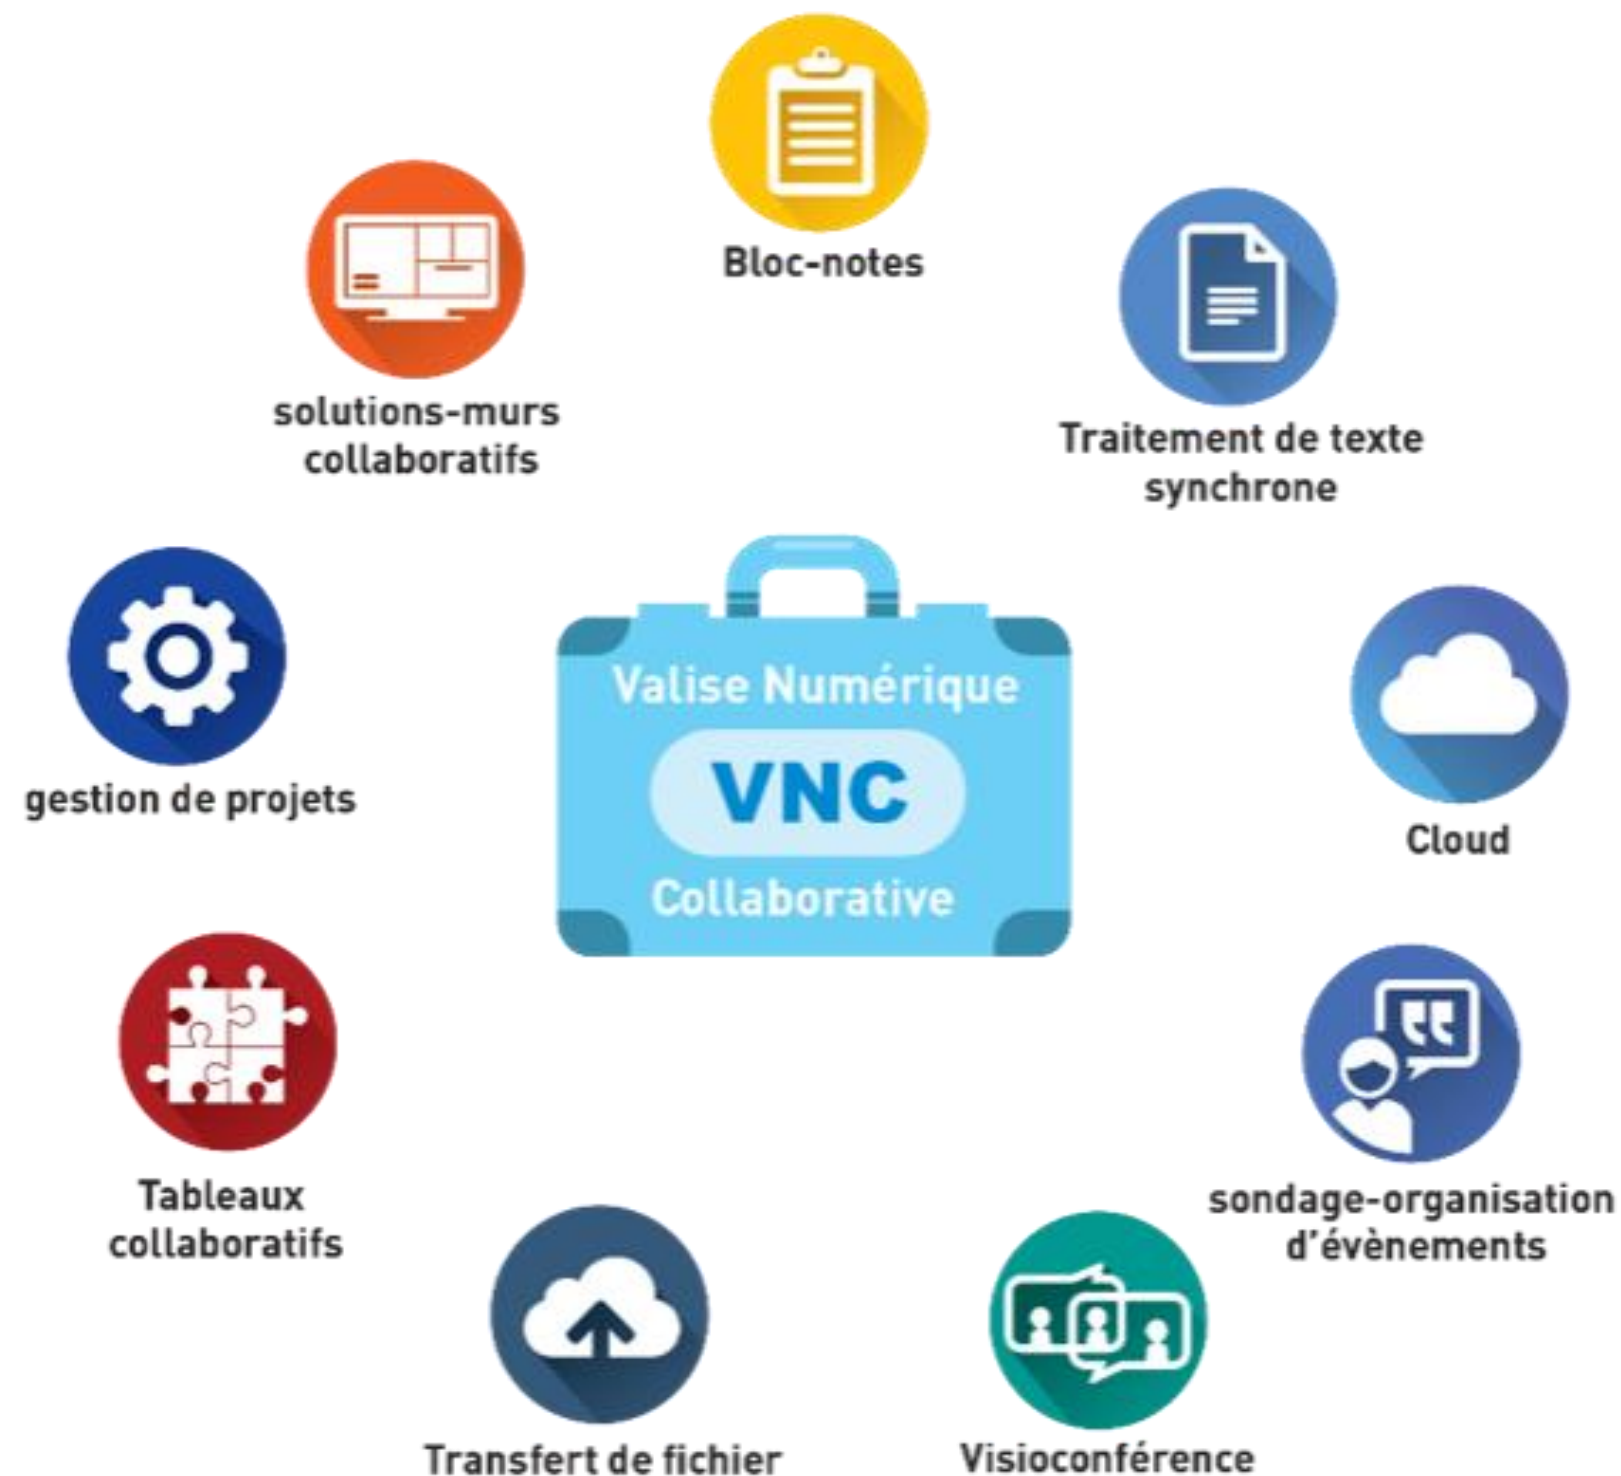 Bloc-notes
solutions-murs
collaboratifs
Traitement de texte
synchrone
gestion de projets
Valise Numérique
VNC
Collaborative
Cloud
Tableaux
collaboratifs
sondage-organisation
d'évènements
Transfert de fichier
Visioconférence